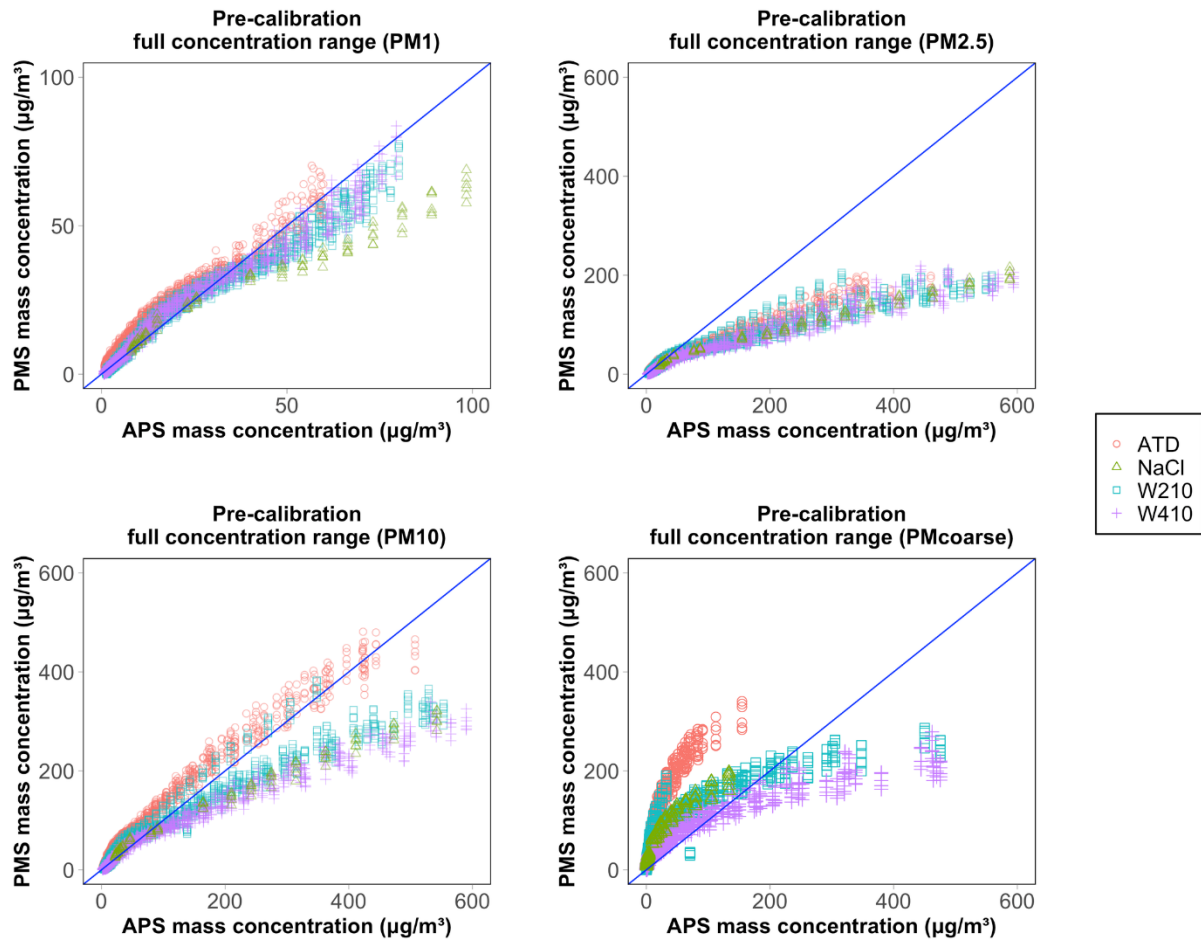 Pre-calibration
full concentration range (PM1)
PMS mass concentration (µg/m³)
100
50
0
0
50
100
APS mass concentration (µg/m³)
Pre-calibration
full concentration range (PM2.5)
PMS mass concentration (µg/m³)
600
400
200
0
0
200
400
600
APS mass concentration (µg/m³)
ATD
NaCl
W210
W410
Pre-calibration
full concentration range (PM10)
PMS mass concentration (µg/m³)
600
400
200
0
0
200
400
600
APS mass concentration (µg/m³)
Pre-calibration
full concentration range (PMcoarse)
PMS mass concentration (µg/m³)
600
400
200
0
0
200
400
600
APS mass concentration (µg/m³)